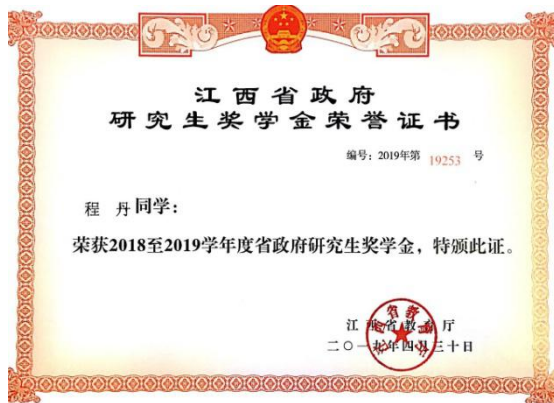 江西省政府
研究生奖学金荣誉证书
编号：2019年第 19253 号
程 丹同学：
荣获2018至2019学年度省政府研究生奖学金，特颁此证。
江西省教育厅
二〇一九年四月三十日